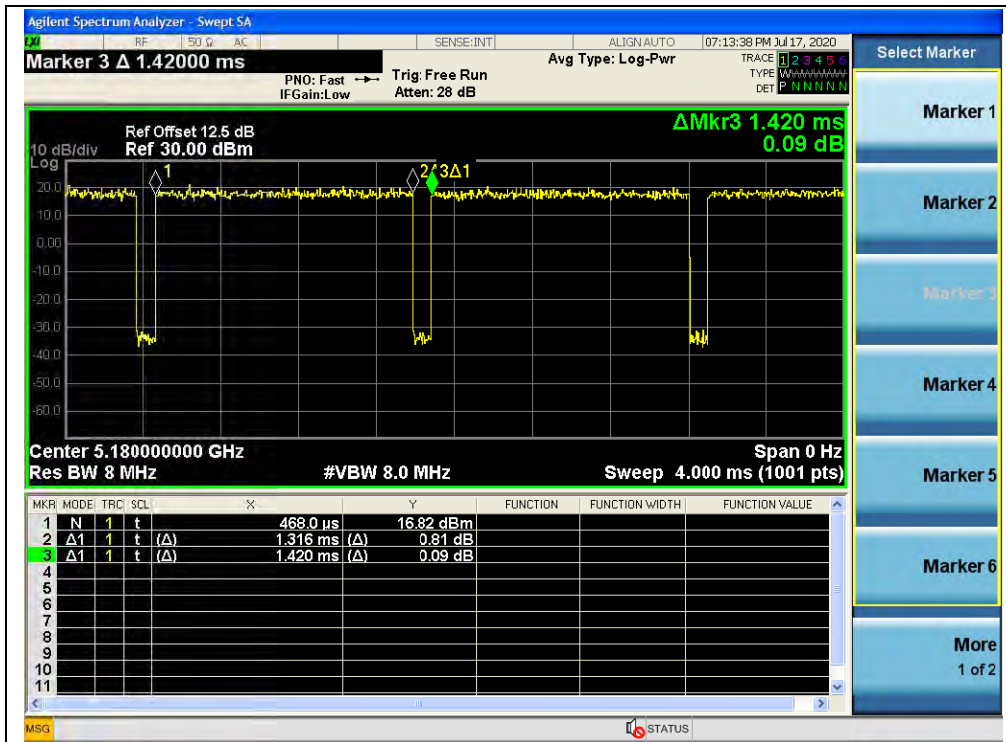 Agilent Spectrum Analyzer - Swept SA
LXI RF 50 Ω AC SENSE:INT ALIGN AUTO 07:13:38 PM Jul 17, 2020
Marker 3 Δ 1.42000 ms
PNO: Fast
IFGain:Low
Trig: Free Run
Atten: 28 dB
Avg Type: Log-Pwr
TRACE 1 2 3 4 5 6
TYPE
DET P N N N N N
Ref Offset 12.5 dB
Ref 30.00 dBm
ΔMkr3 1.420 ms
0.09 dB
10 dB/div
Log
1
3Δ1
20.0
10.0
0.00
-10.0
-20.0
-30.0
-40.0
-50.0
-60.0
Center 5.180000000 GHz Span 0 Hz
Res BW 8 MHz #VBW 8.0 MHz Sweep 4.000 ms (1001 pts)
MKR MODE TRC SCL X Y FUNCTION FUNCTION WIDTH FUNCTION VALUE
1 N 1 t 468.0 µs 16.82 dBm
2 Δ1 1 t (Δ) 1.316 ms (Δ) 0.81 dB
3 Δ1 1 t (Δ) 1.420 ms (Δ) 0.09 dB
4
5
6
7
8
9
10
11
MSG STATUS
Select Marker
Marker 1
Marker 2
Marker 3
Marker 4
Marker 5
Marker 6
More
1 of 2